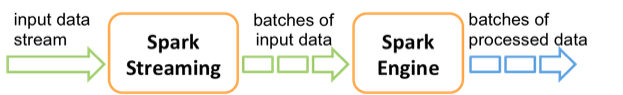 input data
stream
Spark
Streaming
batches of
input data
Spark
Engine
batches of
processed data